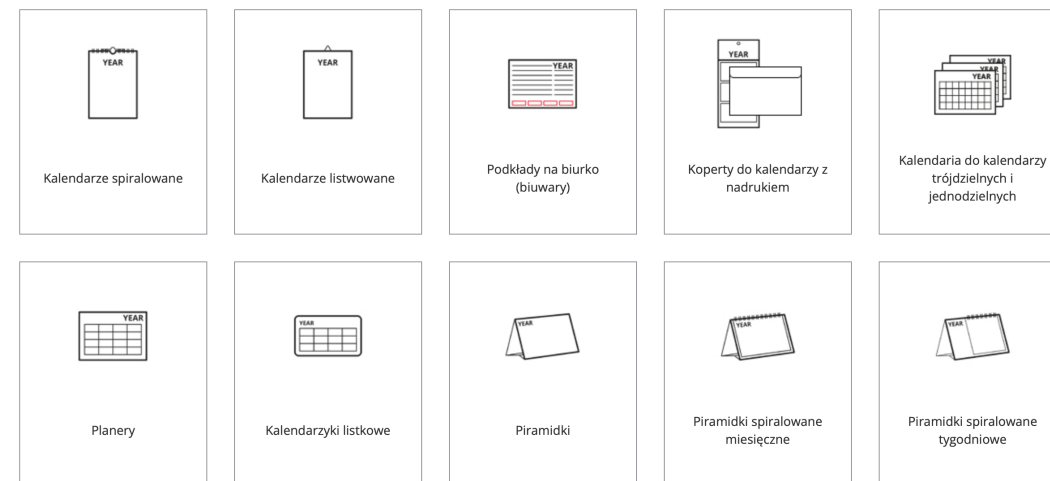 YEAR
Kalendarze spiralowane
YEAR
Kalendarze listwowane
YEAR
Podkłady na biurko
(biuwary)
YEAR
Koperty do kalendarzy z
nadrukiem
YEAR
YEAR
YEAR
Kalendaria do kalendarzy
trójdzielnych i
jednodzielnych
YEAR
Planery
YEAR
Kalendarzyki listkowe
YEAR
Piramidki
YEAR
Piramidki spiralowane
miesięczne
YEAR
Piramidki spiralowane
tygodniowe